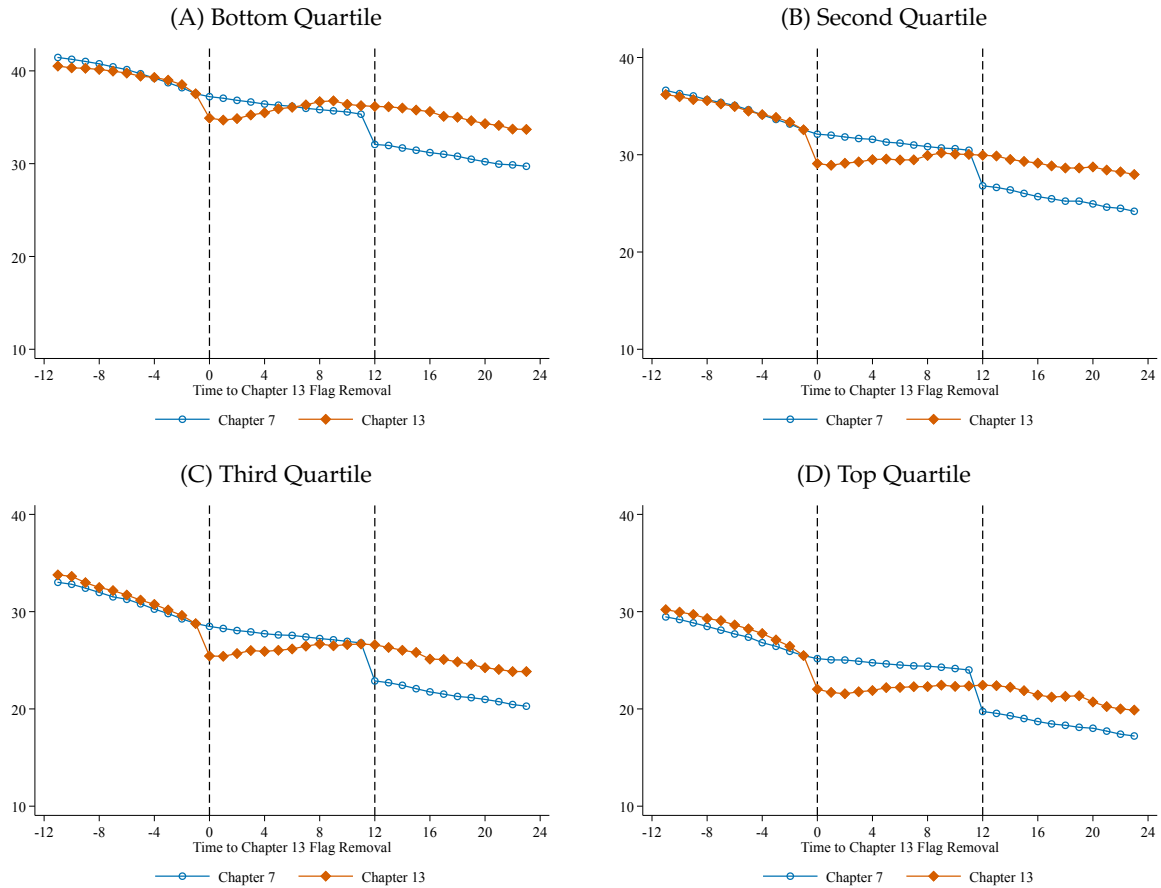 (A) Bottom Quartile
40
30
20
10
-12 -8 -4 0 4 8 12 16 20 24
Time to Chapter 13 Flag Removal
Chapter 7 Chapter 13
(B) Second Quartile
40
30
20
10
-12 -8 -4 0 4 8 12 16 20 24
Time to Chapter 13 Flag Removal
Chapter 7 Chapter 13
(C) Third Quartile
40
30
20
10
-12 -8 -4 0 4 8 12 16 20 24
Time to Chapter 13 Flag Removal
Chapter 7 Chapter 13
(D) Top Quartile
40
30
20
10
-12 -8 -4 0 4 8 12 16 20 24
Time to Chapter 13 Flag Removal
Chapter 7 Chapter 13